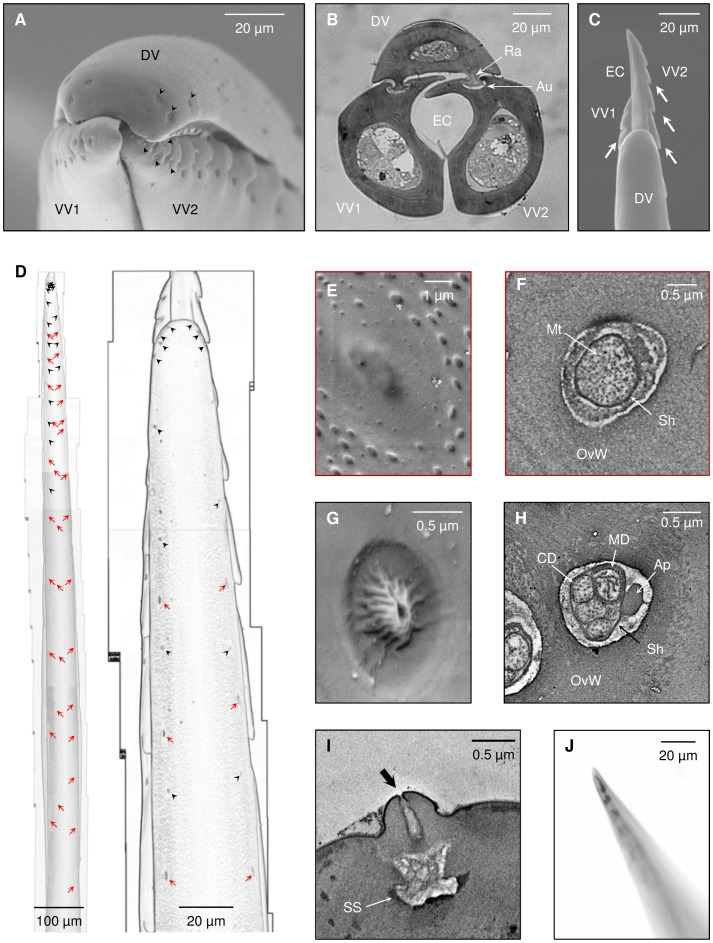 A
20 µm
DV
VV1
VV2
B
DV
20 µm
Ra
Au
EC
VV1
VV2
C
20 µm
EC
VV2
VV1
DV
D
100 µm
20 µm
E
1 µm
F
0.5 µm
Mt
Sh
OvW
G
0.5 µm
H
0.5 µm
MD
CD
Ap
Sh
OvW
I
0.5 µm
SS
J
20 µm